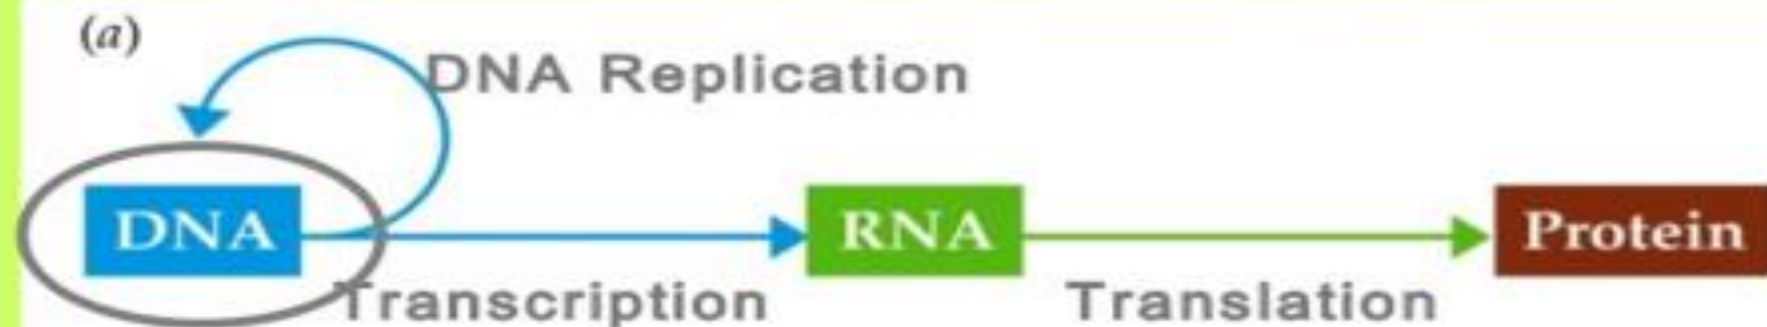 (a)
DNA Replication
DNA
RNA
Protein
Transcription
Translation